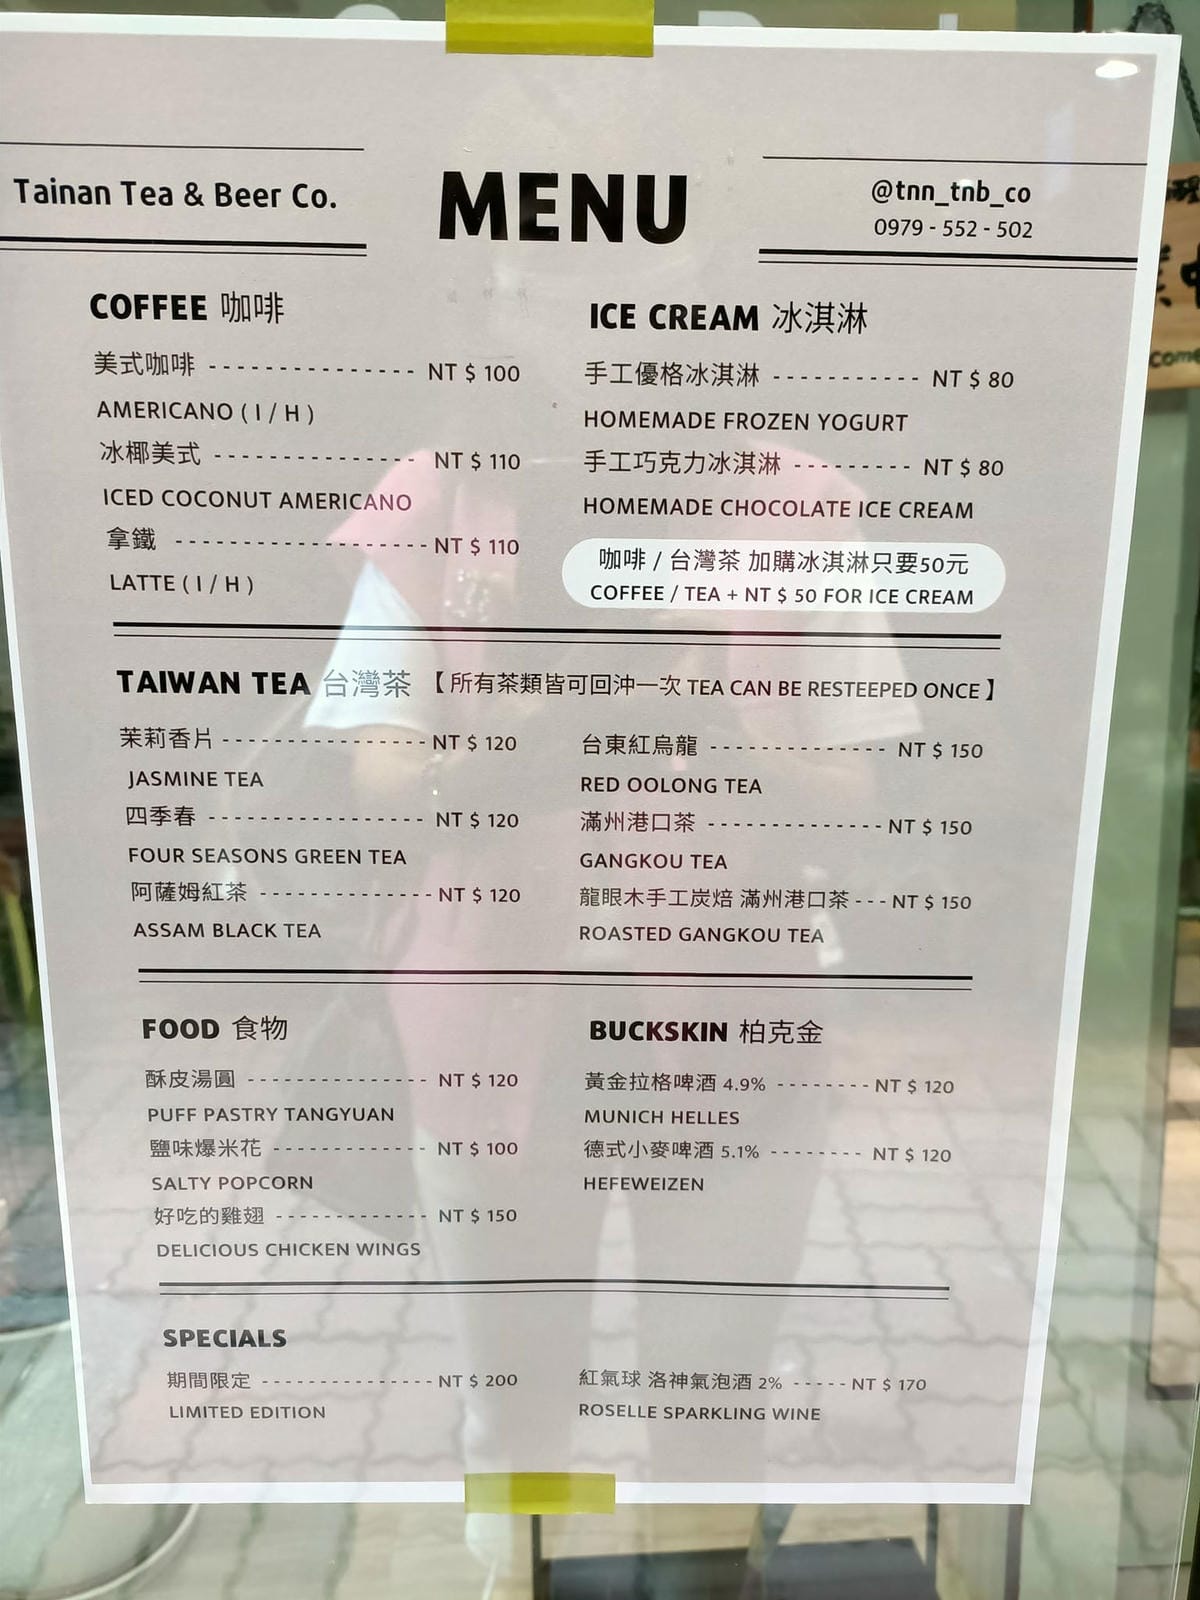 Tainan Tea & Beer Co.
MENU
@tnn_tnb_co
0979 - 552 - 502
COFFEE 咖啡
美式咖啡 --------------- NT $ 100
AMERICANO ( I / H )
冰椰美式 --------------- NT $ 110
ICED COCONUT AMERICANO
拿鐵 ------------------ NT $ 110
LATTE ( I / H )
ICE CREAM 冰淇淋
手工優格冰淇淋 ----------- NT $ 80
HOMEMADE FROZEN YOGURT
手工巧克力冰淇淋 --------- NT $ 80
HOMEMADE CHOCOLATE ICE CREAM
咖啡 / 台灣茶 加購冰淇淋只要50元
COFFEE / TEA + NT $ 50 FOR ICE CREAM
TAIWAN TEA 台灣茶 【 所有茶類皆可回沖一次 TEA CAN BE RESTEEPED ONCE 】
茉莉香片 ---------------- NT $ 120
JASMINE TEA
四季春 ----------------- NT $ 120
FOUR SEASONS GREEN TEA
阿薩姆紅茶 -------------- NT $ 120
ASSAM BLACK TEA
台東紅烏龍 -------------- NT $ 150
RED OOLONG TEA
滿州港口茶 -------------- NT $ 150
GANGKOU TEA
龍眼木手工炭焙 滿州港口茶 --- NT $ 150
ROASTED GANGKOU TEA
FOOD 食物
酥皮湯圓 --------------- NT $ 120
PUFF PASTRY TANGYUAN
鹽味爆米花 ------------- NT $ 100
SALTY POPCORN
好吃的雞翅 ------------- NT $ 150
DELICIOUS CHICKEN WINGS
BUCKSKIN 柏克金
黃金拉格啤酒 4.9% -------- NT $ 120
MUNICH HELLES
德式小麥啤酒 5.1% -------- NT $ 120
HEFEWEIZEN
SPECIALS
期間限定 ---------------- NT $ 200
LIMITED EDITION
紅氣球 洛神氣泡酒 2% ----- NT $ 170
ROSELLE SPARKLING WINE